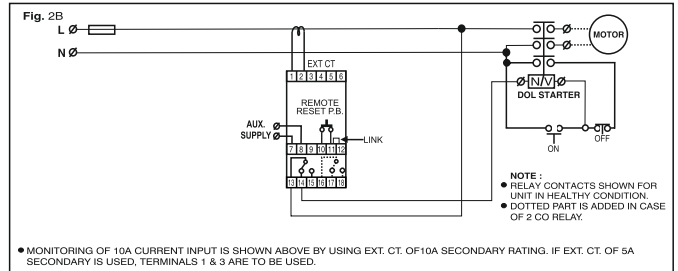 Fig. 2B
L
N
MOTOR
EXT CT
1 2 3 4 5 6
N/V
DOL STARTER
REMOTE
RESET P.B.
AUX.
SUPPLY
LINK
7 8 9 10 11 12
ON
OFF
13 14 15 16 17 18
NOTE :
● RELAY CONTACTS SHOWN FOR
UNIT IN HEALTHY CONDITION.
● DOTTED PART IS ADDED IN CASE
OF 2 CO RELAY.
● MONITORING OF 10A CURRENT INPUT IS SHOWN ABOVE BY USING EXT. CT. OF10A SECONDARY RATING. IF EXT. CT. OF 5A
SECONDARY IS USED, TERMINALS 1 & 3 ARE TO BE USED.